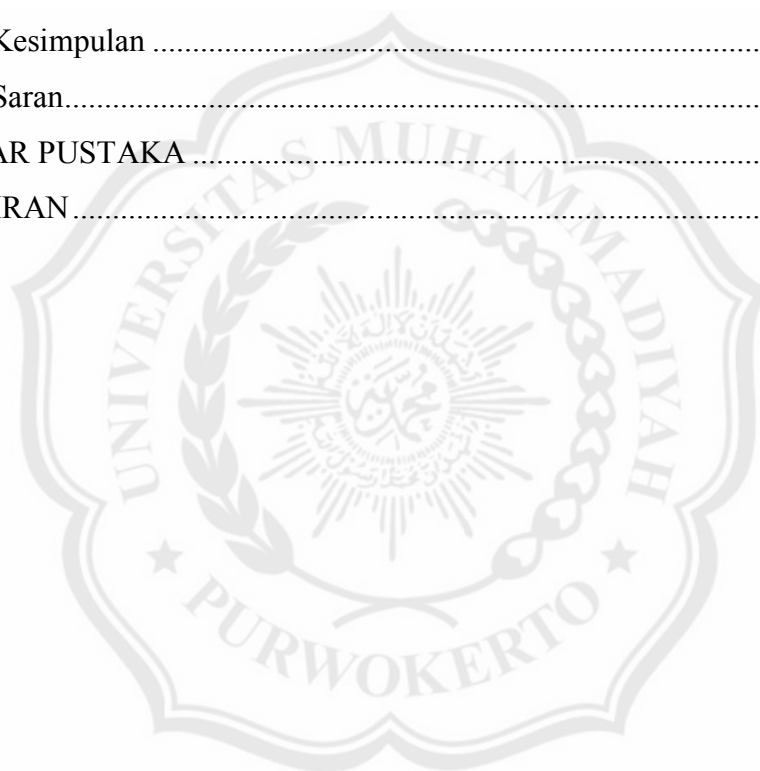 Kesimpulan ...........................................................................
Saran.......................................................................................
AR PUSTAKA .......................................................................
IRAN......................................................................................
UNIVERSITAS MUHAMMADIYAH
PURWOKERTO